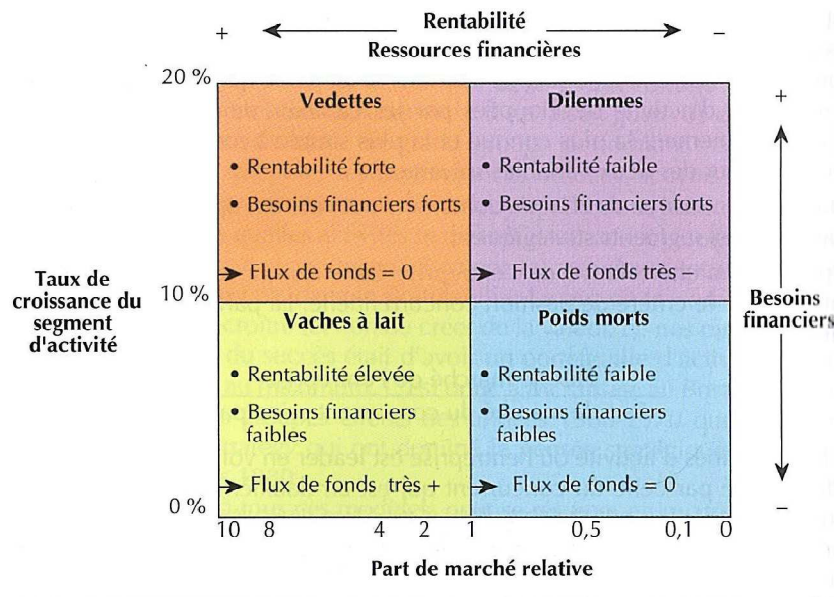 Rentabilité
+ −
Ressources financières
20 %
Vedettes
Dilemmes
+
• Rentabilité forte
• Rentabilité faible
• Besoins financiers forts
• Besoins financiers forts
→ Flux de fonds = 0
→ Flux de fonds très −
Taux de
croissance du
segment
d'activité
10 %
Besoins
financiers
Vaches à lait
Poids morts
• Rentabilité élevée
• Rentabilité faible
• Besoins financiers
faibles
• Besoins financiers
faibles
→ Flux de fonds très +
→ Flux de fonds = 0
−
0 %
10 8 4 2 1 0,5 0,1 0
Part de marché relative